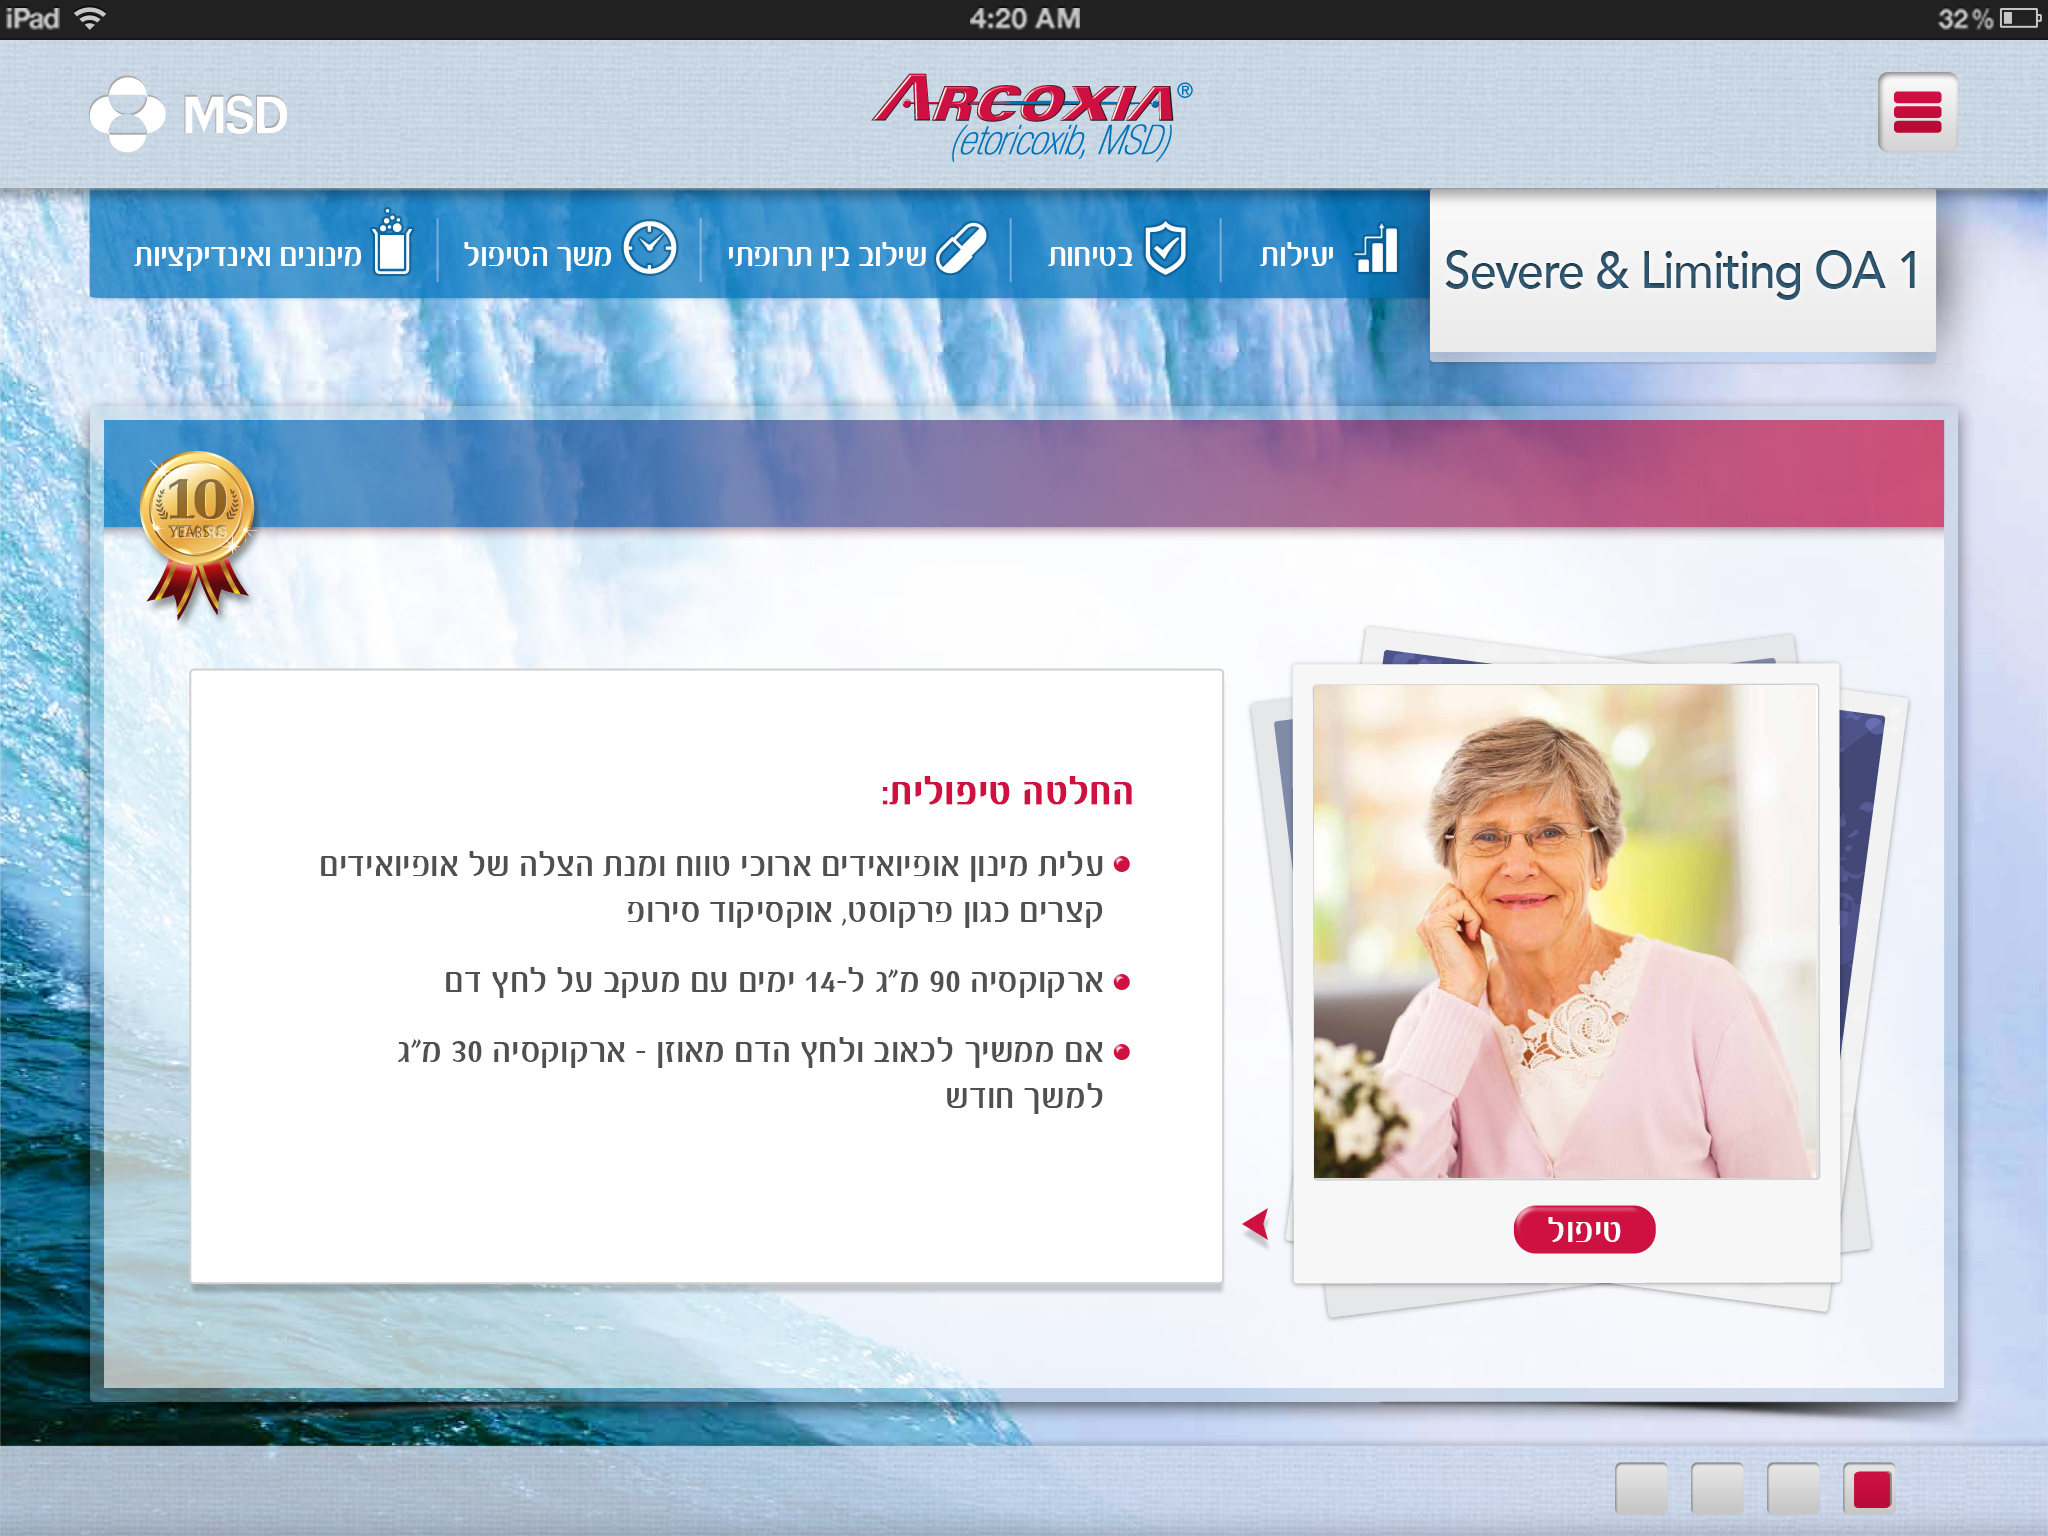 iPad
4:20 AM
32%
MSD
ARCOXIA®
(etoricoxib, MSD)
Severe & Limiting OA 1
יעילות
בטיחות
שילוב בין תרופתי
משך הטיפול
מינונים ואינדיקציות
10
YEARS
החלטה טיפולית:
עלית מינון אופיואידים ארוכי טווח ומנת הצלה של אופיואידים
קצרים כגון פרקוסט, אוקסיקוד סירופ
ארקוקסיה 90 מ"ג ל-14 ימים עם מעקב על לחץ דם
אם ממשיך לכאוב ולחץ הדם מאוזן - ארקוקסיה 30 מ"ג
למשך חודש
טיפול